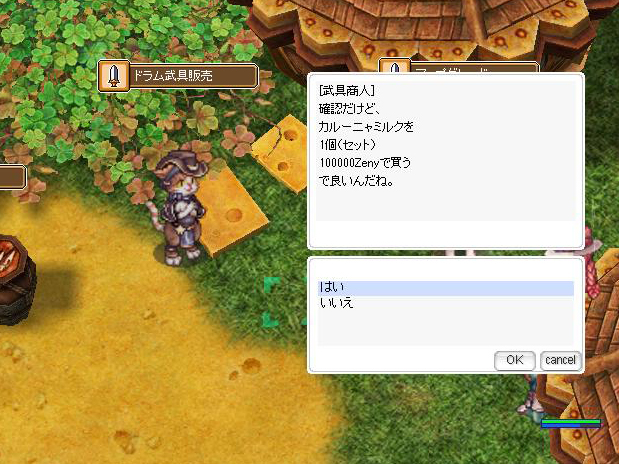 ドラム武具販売
[武具商人]
確認だけど、
カルーニャミルクを
1個(セット)
100000Zenyで買う
で良いんだね。
はい
いいえ
OK
cancel